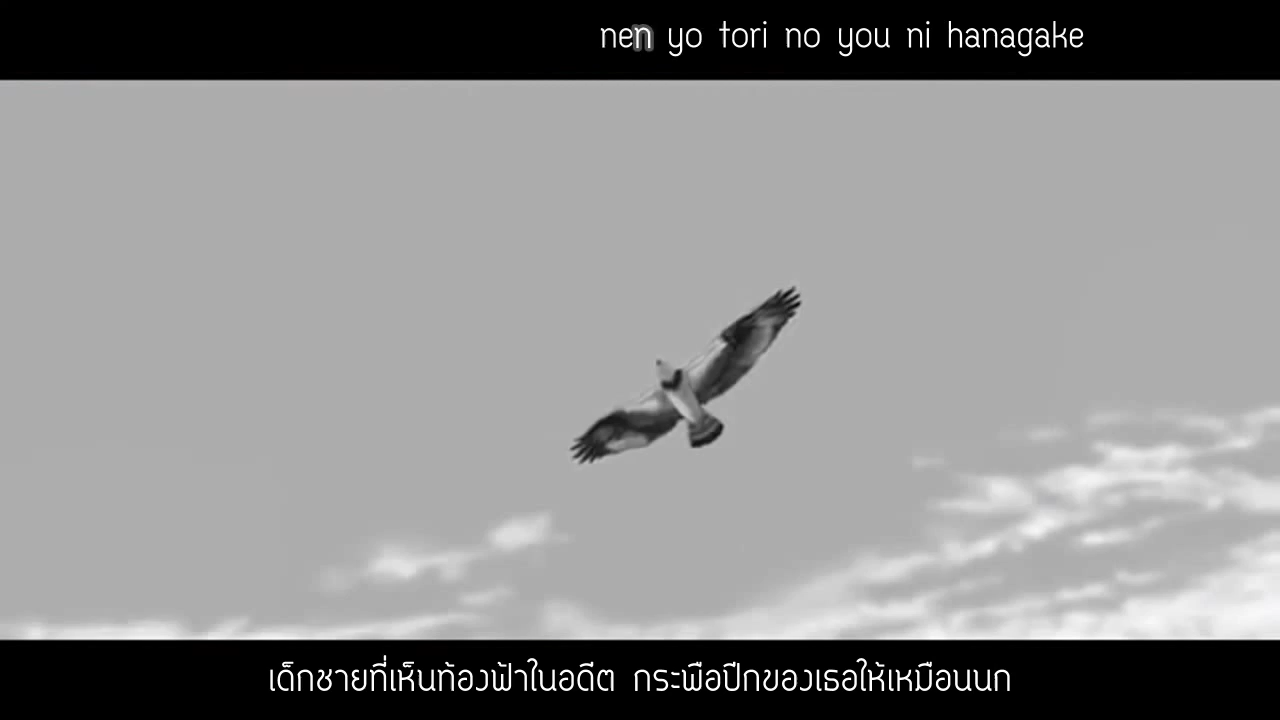 nen yo tori no you ni hanagake
เด็กชายที่เห็นท้องฟ้าในอดีต กระพือปีกของเธอให้เหมือนนก